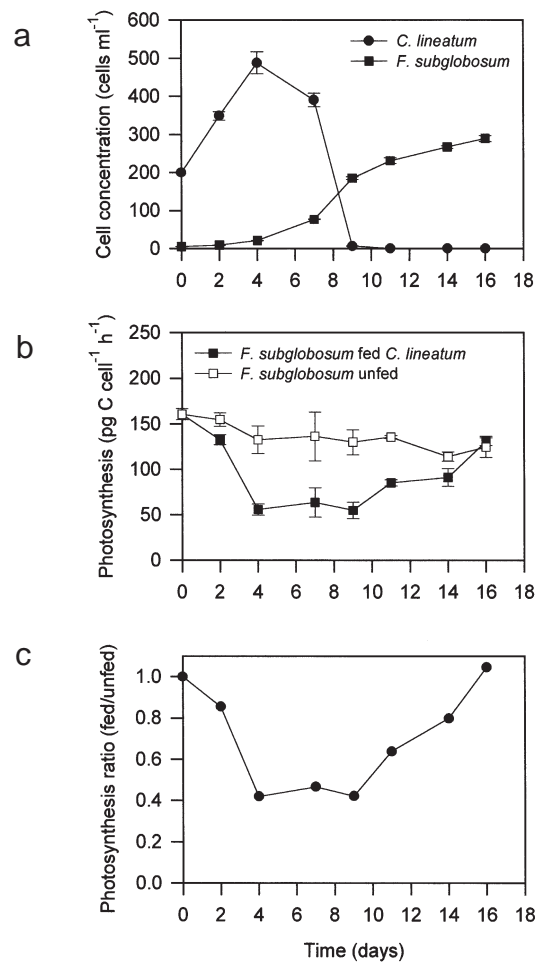 a
Cell concentration (cells ml⁻¹)
600
500
400
300
200
100
0
C. lineatum
F. subglobosum
0 2 4 6 8 10 12 14 16 18
b
Photosynthesis (pg C cell⁻¹ h⁻¹)
250
200
150
100
50
0
F. subglobosum fed C. lineatum
F. subglobosum unfed
0 2 4 6 8 10 12 14 16 18
c
Photosynthesis ratio (fed/unfed)
1.0
0.8
0.6
0.4
0.2
0.0
0 2 4 6 8 10 12 14 16 18
Time (days)